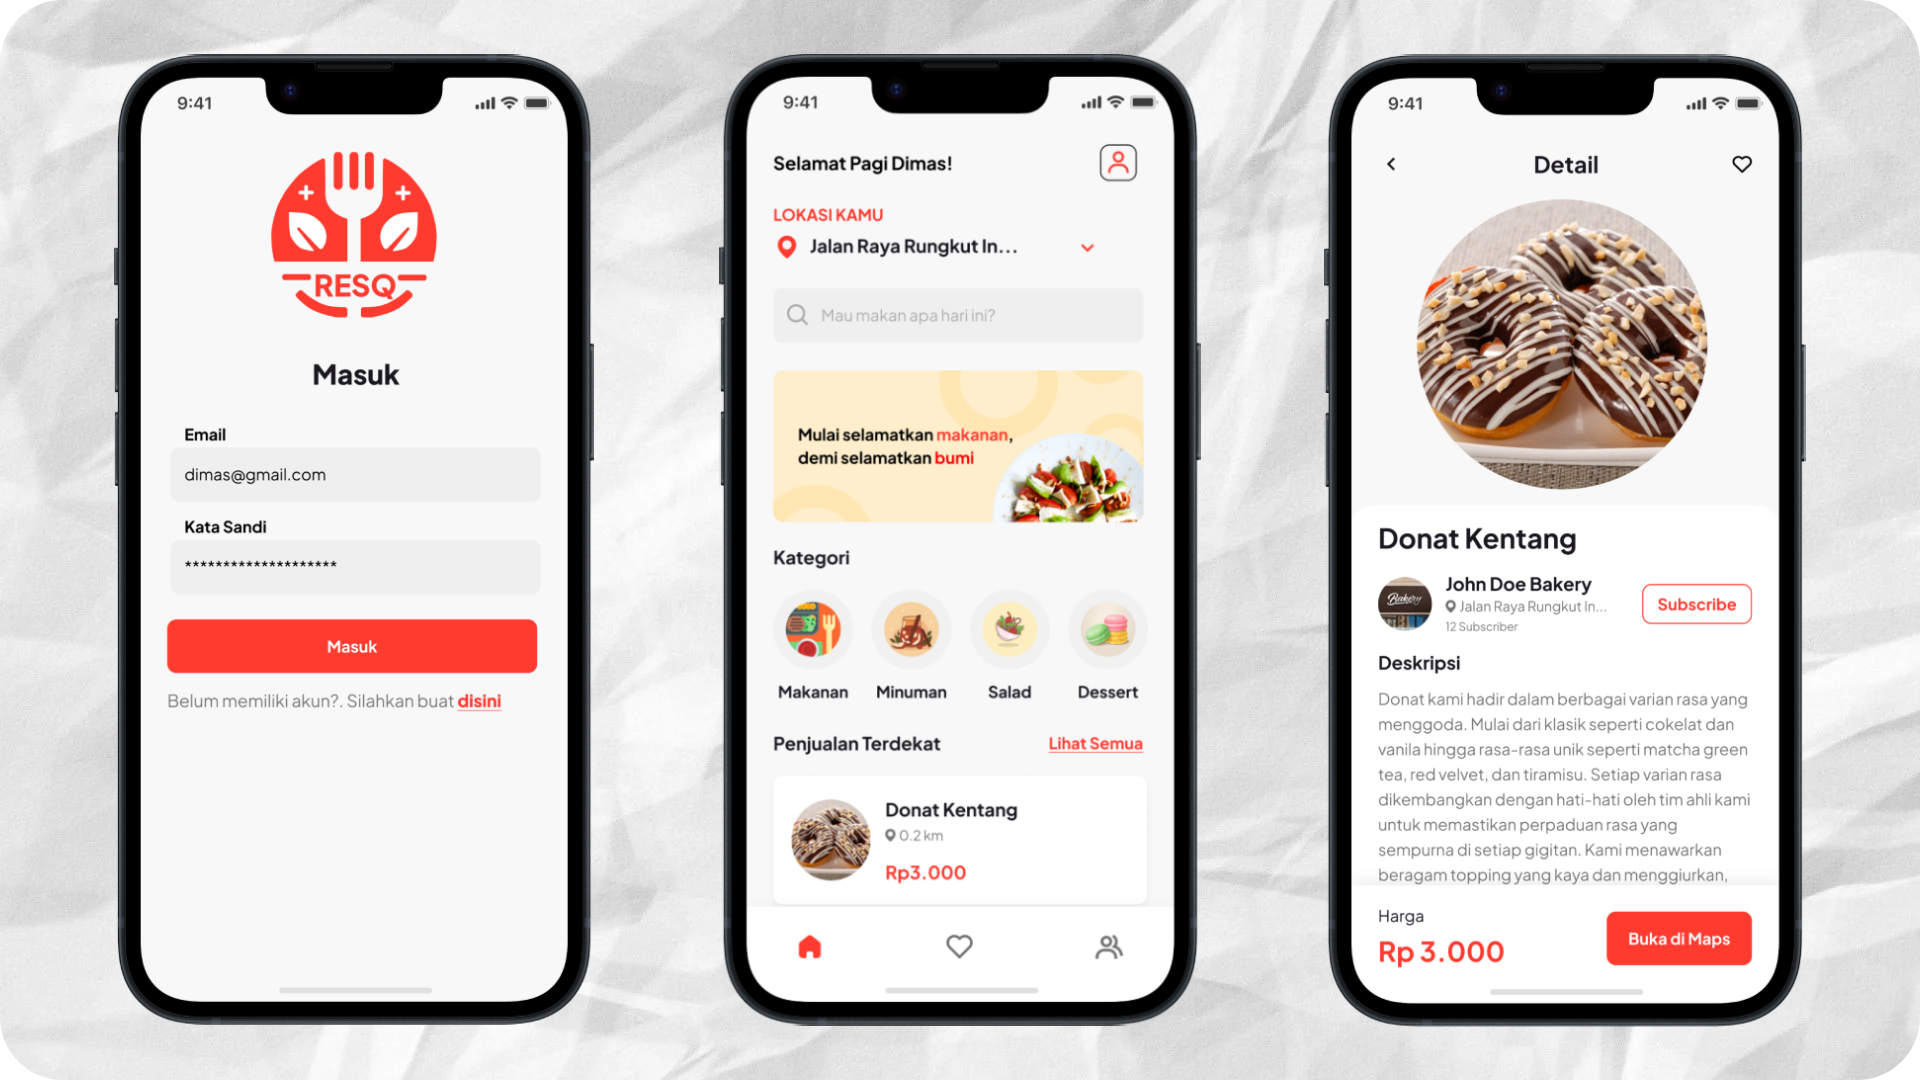 9:41
RESQ
Masuk
Email
dimas@gmail.com
Kata Sandi
********************
Masuk
Belum memiliki akun?. Silahkan buat disini
9:41
Selamat Pagi Dimas!
LOKASI KAMU
Jalan Raya Rungkut In...
Mau makan apa hari ini?
Mulai selamatkan makanan,
demi selamatkan bumi
Kategori
Makanan
Minuman
Salad
Dessert
Penjualan Terdekat
Lihat Semua
Donat Kentang
0.2 km
Rp3.000
9:41
Detail
Donat Kentang
Bakery
John Doe Bakery
Jalan Raya Rungkut In...
12 Subscriber
Subscribe
Deskripsi
Donat kami hadir dalam berbagai varian rasa yang
menggoda. Mulai dari klasik seperti cokelat dan
vanila hingga rasa-rasa unik seperti matcha green
tea, red velvet, dan tiramisu. Setiap varian rasa
dikembangkan dengan hati-hati oleh tim ahli kami
untuk memastikan perpaduan rasa yang
sempurna di setiap gigitan. Kami menawarkan
beragam topping yang kaya dan menggiurkan,
Harga
Rp 3.000
Buka di Maps